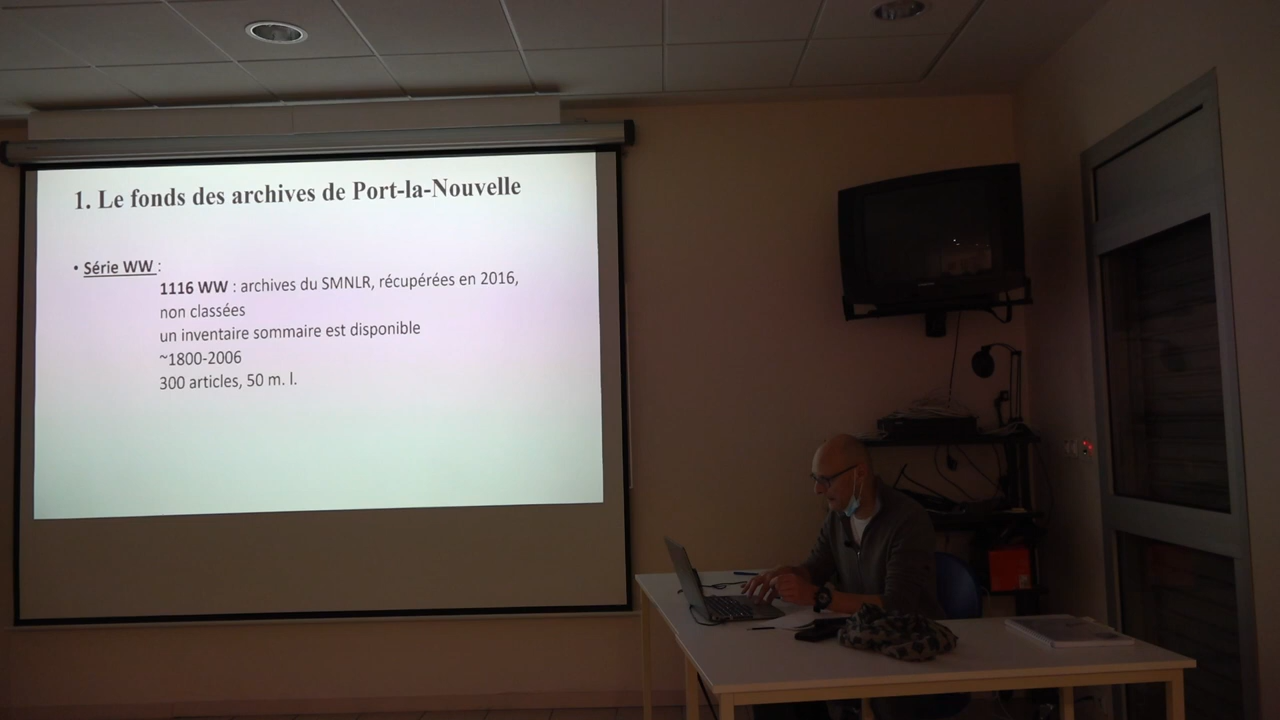 1. Le fonds des archives de Port-la-Nouvelle
• Série WW :
1116 WW : archives du SMNLR, récupérées en 2016,
non classées
un inventaire sommaire est disponible
~1800-2006
300 articles, 50 m. l.